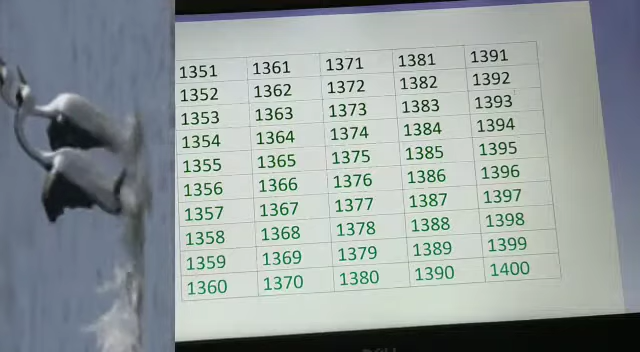 1351 1361 1371 1381 1391
1352 1362 1372 1382 1392
1353 1363 1373 1383 1393
1354 1364 1374 1384 1394
1355 1365 1375 1385 1395
1356 1366 1376 1386 1396
1357 1367 1377 1387 1397
1358 1368 1378 1388 1398
1359 1369 1379 1389 1399
1360 1370 1380 1390 1400